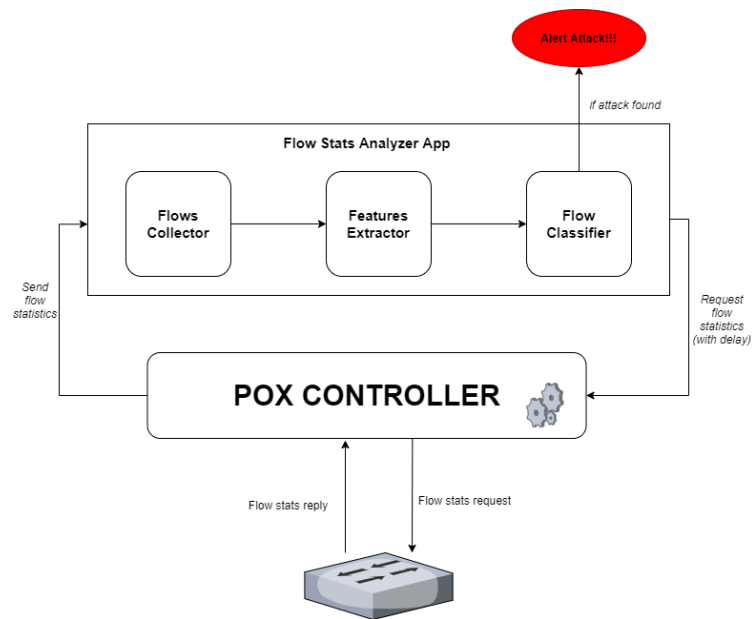 Alert Attack!!!
if attack found
Flow Stats Analyzer App
Flows
Collector
Features
Extractor
Flow
Classifier
Send
flow
statistics
Request
flow
statistics
(with delay)
POX CONTROLLER
Flow stats reply
Flow stats request